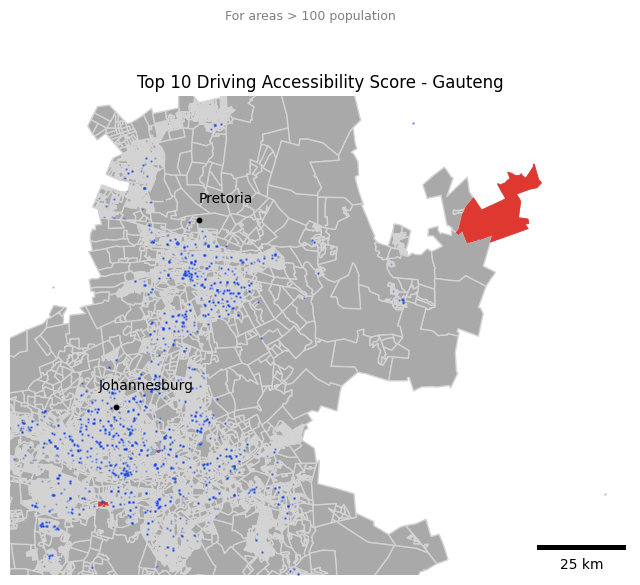 For areas > 100 population
Top 10 Driving Accessibility Score - Gauteng
Pretoria
Johannesburg
25 km